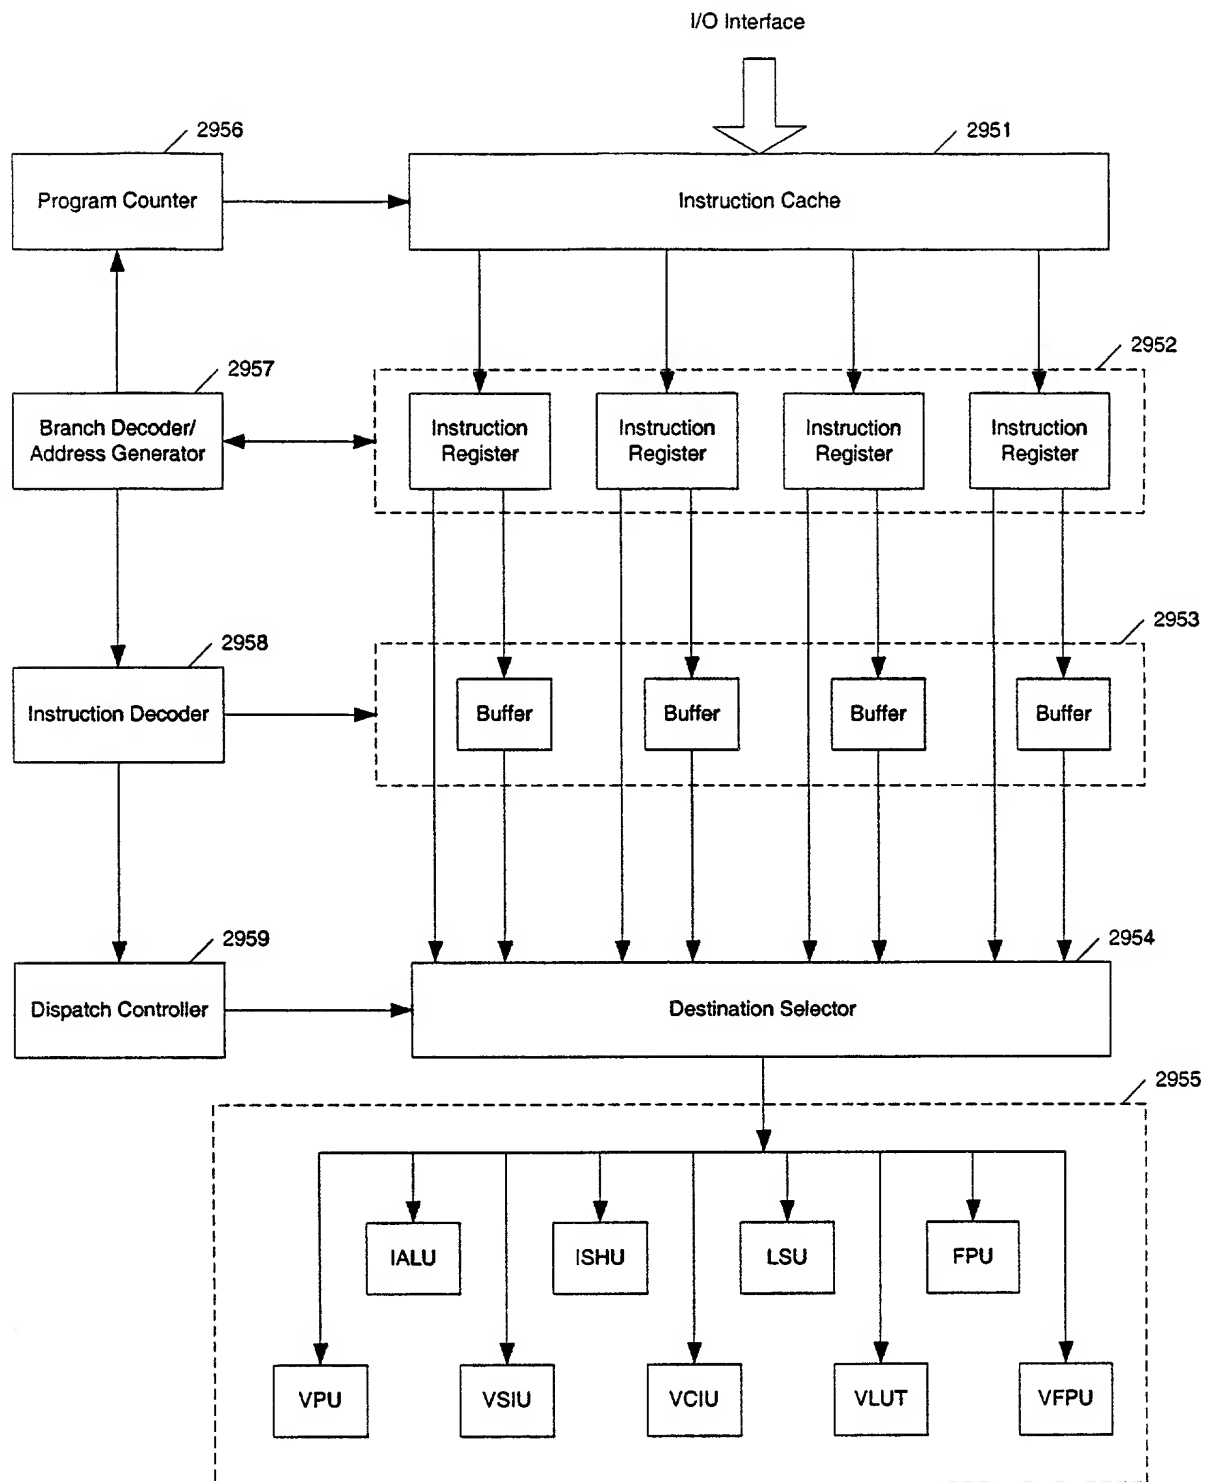 I/O Interface
2956
2951
Program Counter
Instruction Cache
2952
2957
Branch Decoder/
Address Generator
Instruction
Register
Instruction
Register
Instruction
Register
Instruction
Register
2953
2958
Instruction Decoder
Buffer
Buffer
Buffer
Buffer
2959
2954
Dispatch Controller
Destination Selector
2955
IALU
ISHU
LSU
FPU
VPU
VSIU
VCIU
VLUT
VFPU